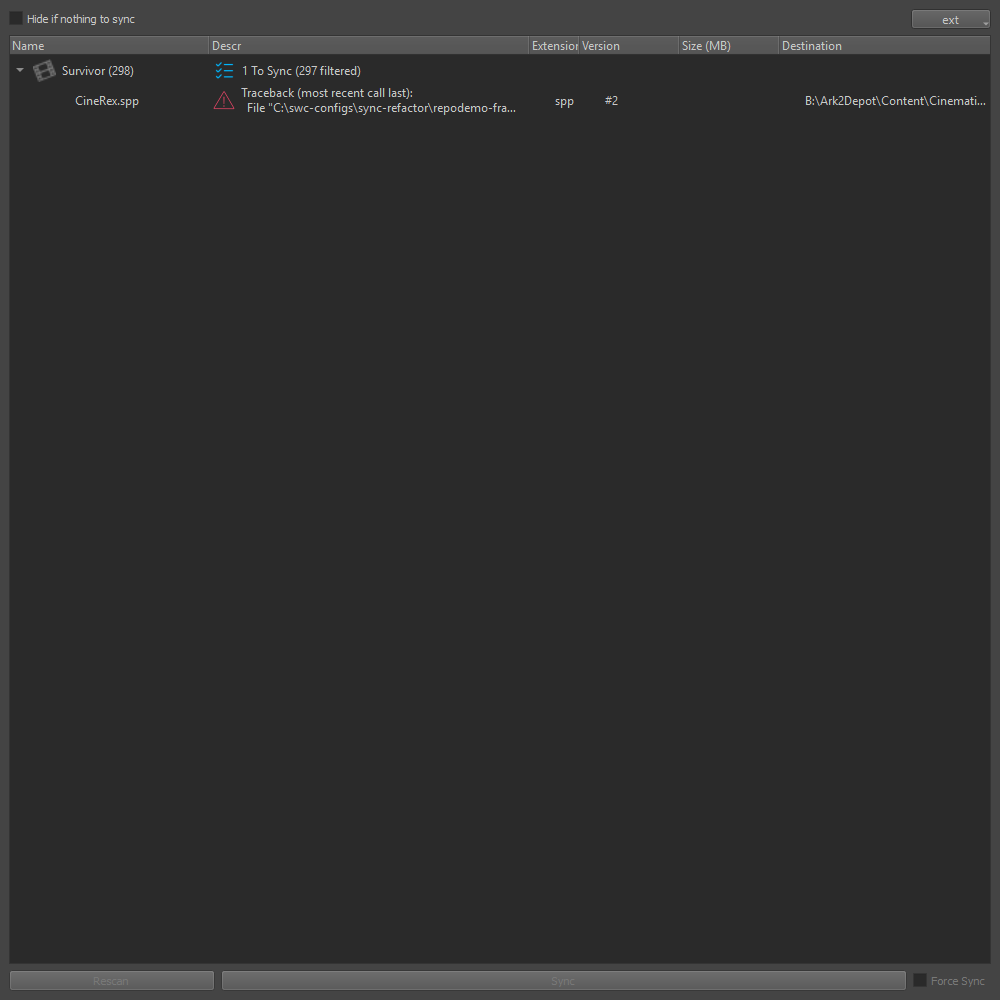 Hide if nothing to sync
ext
Name Descr Extension Version Size (MB) Destination
Survivor (298) 1 To Sync (297 filtered)
Traceback (most recent call last):
CineRex.spp File "C:\swc-configs\sync-refactor\repodemo-fra... spp #2 B:\Ark2Depot\Content\Cinemati...
Rescan Sync Force Sync